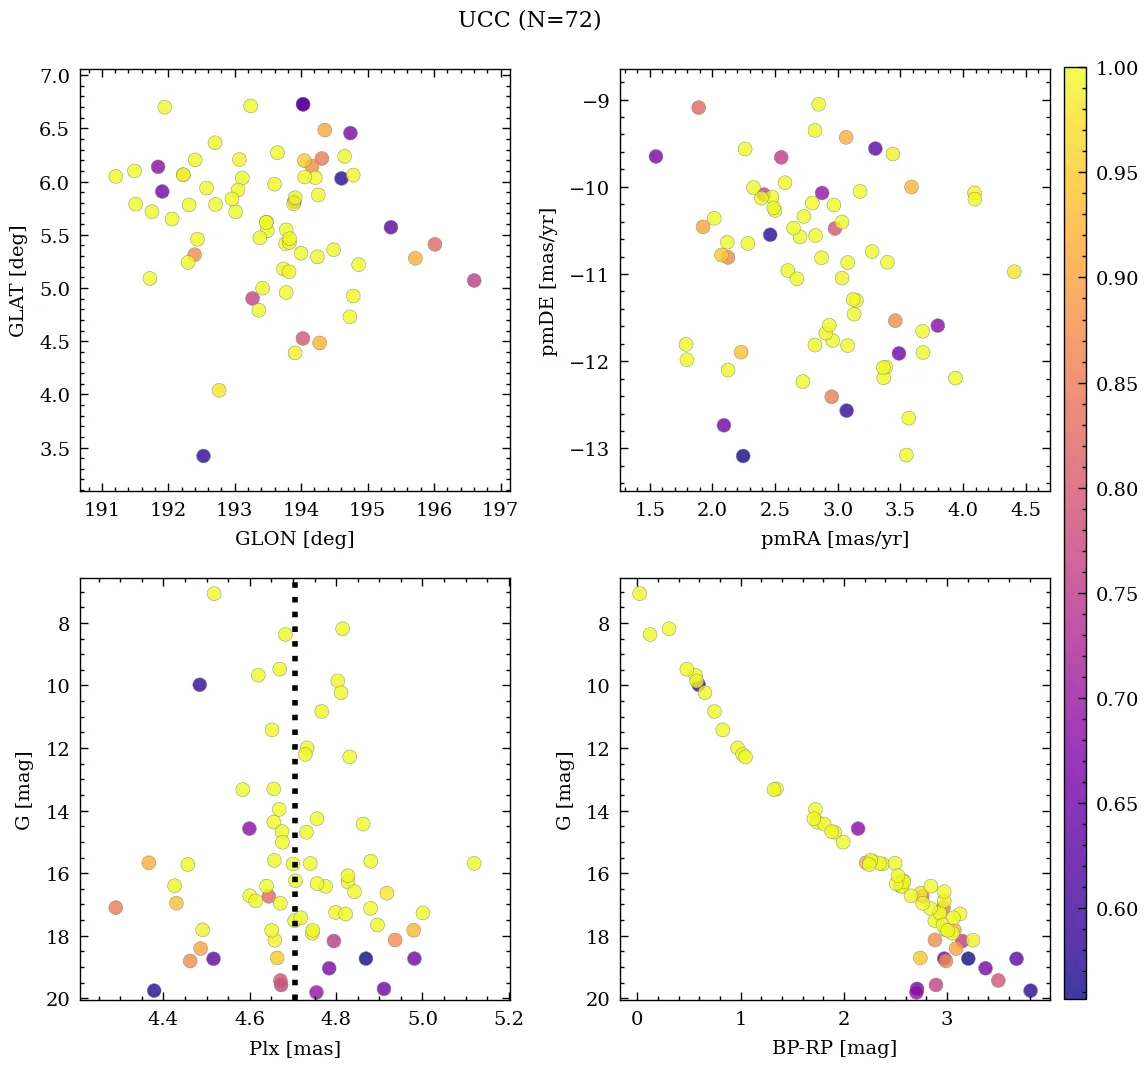 UCC (N=72)
7.0
6.5
6.0
5.5
5.0
4.5
4.0
3.5
GLAT [deg]
191 192 193 194 195 196 197
GLON [deg]
−9
−10
−11
−12
−13
pmDE [mas/yr]
1.5 2.0 2.5 3.0 3.5 4.0 4.5
pmRA [mas/yr]
1.00
0.95
0.90
0.85
0.80
0.75
0.70
0.65
0.60
8
10
12
14
16
18
20
G [mag]
4.4 4.6 4.8 5.0 5.2
Plx [mas]
8
10
12
14
16
18
20
G [mag]
0 1 2 3
BP-RP [mag]